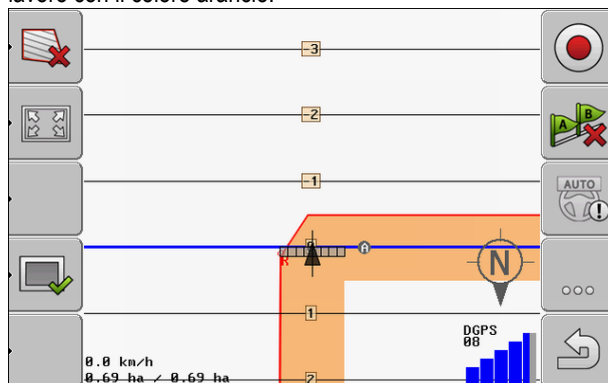 lavoro con il colore arancio.
-3
-2
A B
-1
AUTO
0
A
R
N
1
DGPS
08
0.0 km/h
0.69 ha / 0.69 ha
2